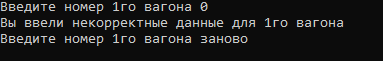 Введите номер 1го вагона 0
Вы ввели некорректные данные для 1го вагона
Введите номер 1го вагона заново